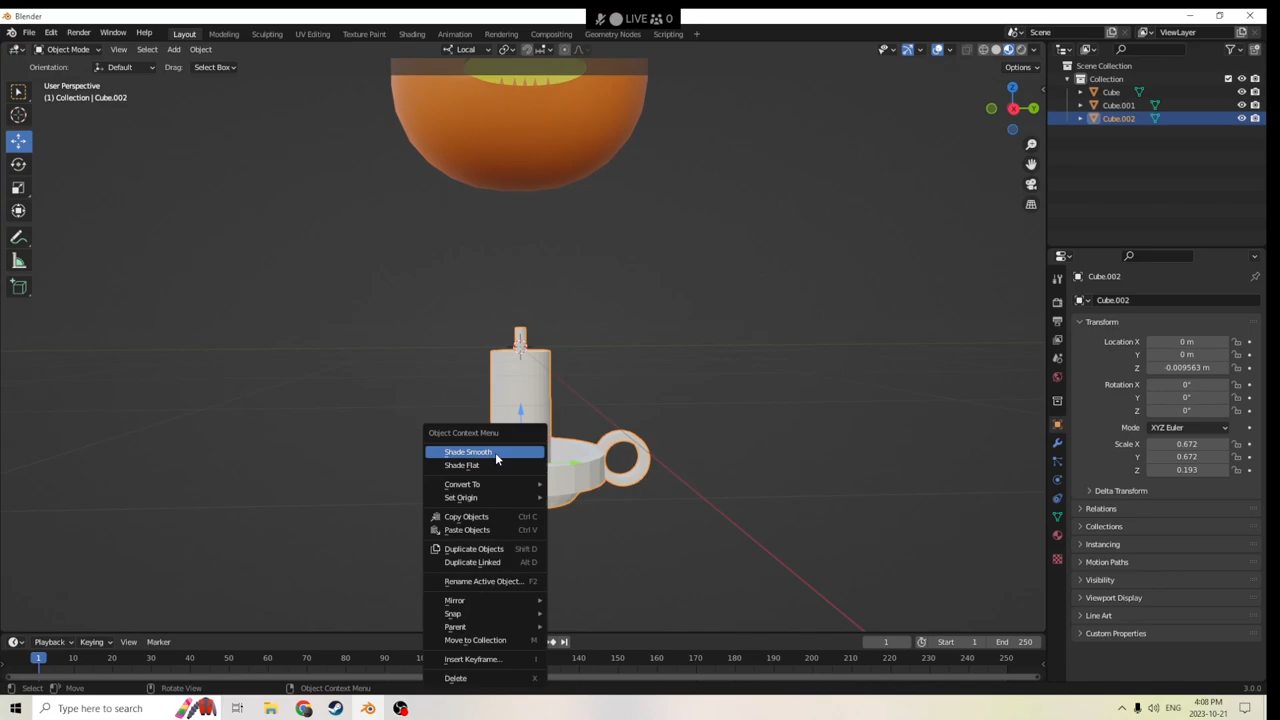 Blender
LIVE 0
File Edit Render Window Help Layout Modeling Sculpting UV Editing Texture Paint Shading Animation Rendering Compositing Geometry Nodes Scripting + Scene ViewLayer
Object Mode View Select Add Object Local
Orientation: Default Drag: Select Box Options
User Perspective
(1) Collection | Cube.002
Z
Y
X
Scene Collection
Collection
Cube
Cube.001
Cube.002
Cube.002
Cube.002
Transform
Location X 0 m
Y 0 m
Z -0.009563 m
Rotation X 0°
Y 0°
Z 0°
Mode XYZ Euler
Scale X 0.672
Y 0.672
Z 0.193
Delta Transform
Relations
Collections
Instancing
Motion Paths
Visibility
Viewport Display
Line Art
Custom Properties
Object Context Menu
Shade Smooth
Shade Flat
Convert To
Set Origin
Copy Objects Ctrl C
Paste Objects Ctrl V
Duplicate Objects Shift D
Duplicate Linked Alt D
Rename Active Object... F2
Mirror
Snap
Parent
Move to Collection M
Insert Keyframe... I
Delete X
Playback Keying View Marker 1 Start 1 End 250
1 10 20 30 40 50 60 70 80 90 140 150 160 170 180 190 200 210 220 230 240 250
Select Move Rotate View Object Context Menu 3.0.0
Type here to search ENG 4:08 PM
2023-10-21